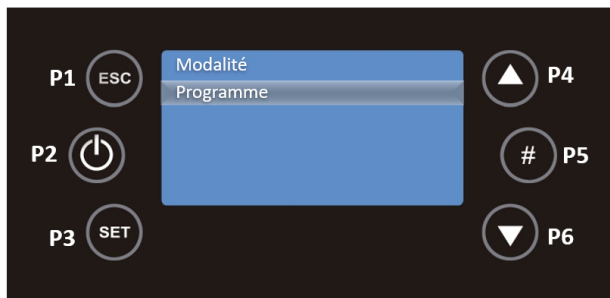 P1 ESC
Modalité
Programme
P4
P2
# P5
P3 SET
P6